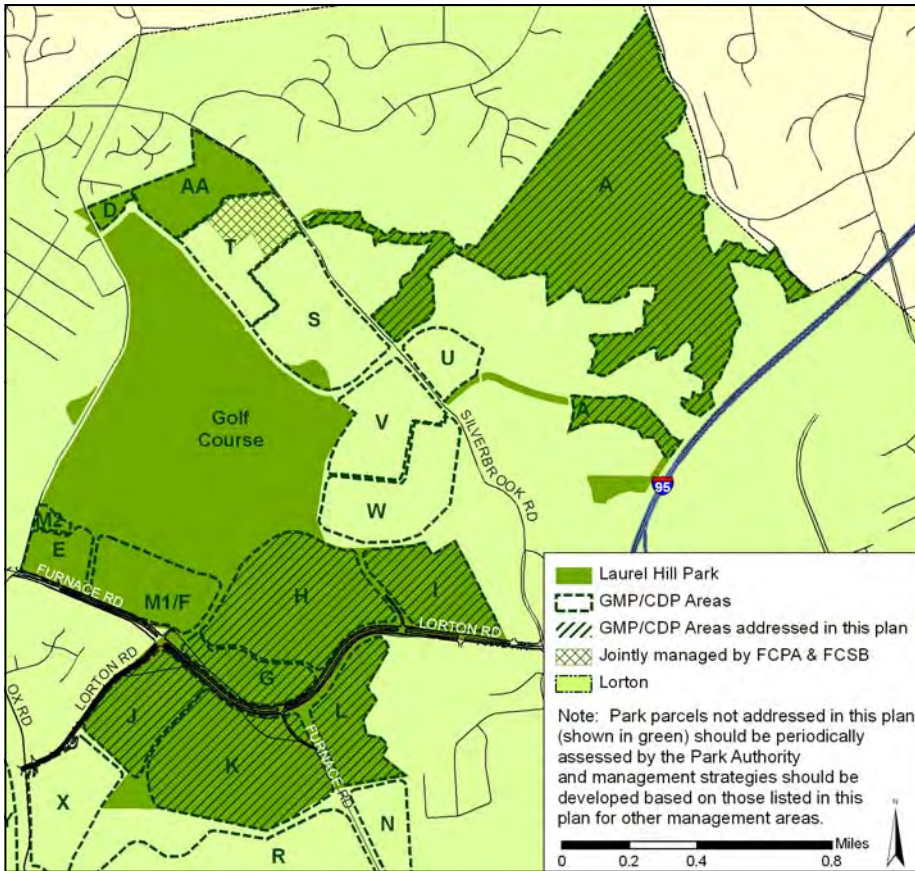 A
AA
D
T
S
U
V
A
Golf
Course
SILVERBROOK RD
95
W
M2
E
M1/F
H
I
FURNACE RD
LORTON RD
G
L
LORTON RD
J
K
OX RD
FURNACE RD
X
N
R
Laurel Hill Park
GMP/CDP Areas
GMP/CDP Areas addressed in this plan
Jointly managed by FCPA & FCSB
Lorton
Note: Park parcels not addressed in this plan
(shown in green) should be periodically
assessed by the Park Authority
and management strategies should be
developed based on those listed in this
plan for other management areas.
N
Miles
0 0.2 0.4 0.8